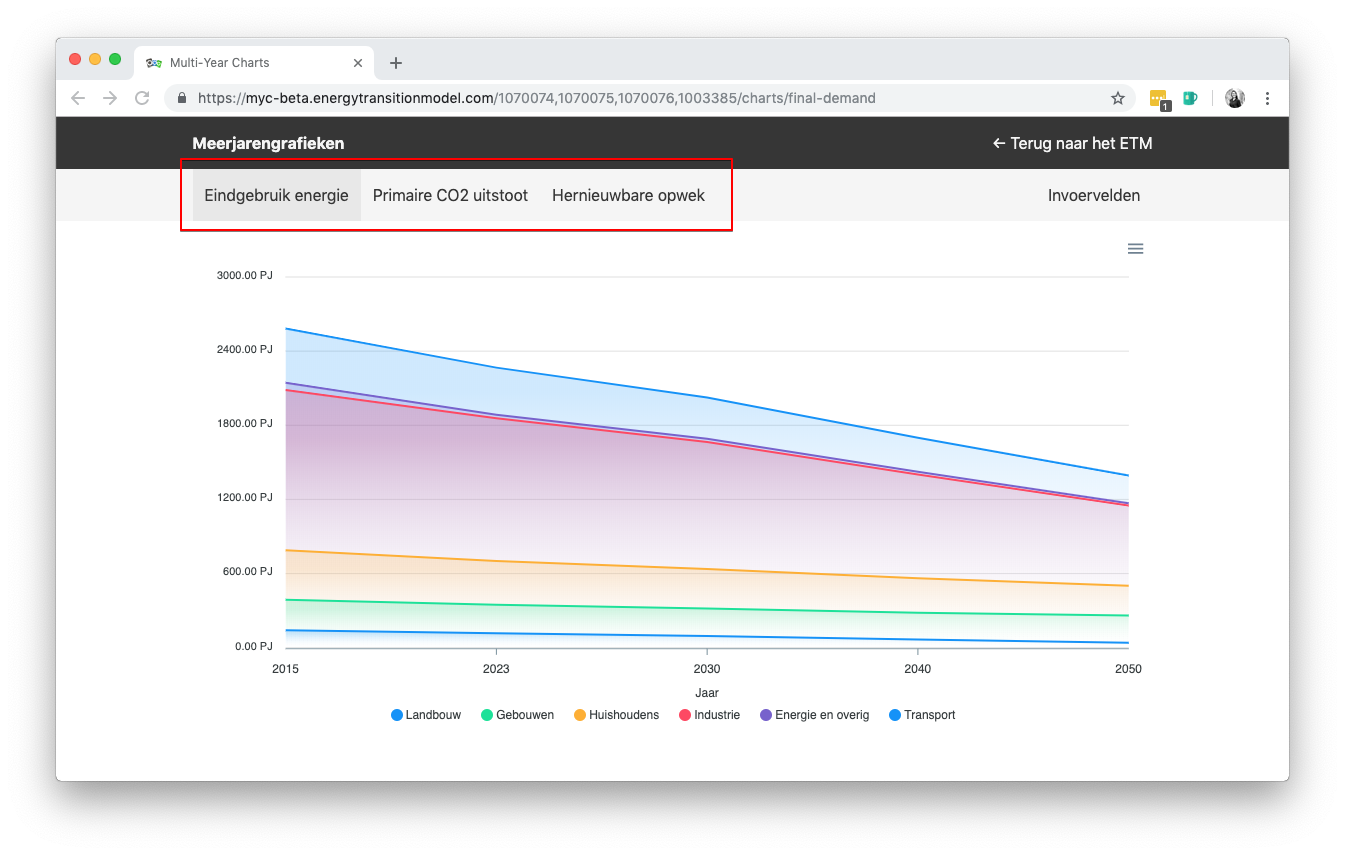 Multi-Year Charts
https://myc-beta.energytransitionmodel.com/1070074,1070075,1070076,1003385/charts/final-demand
1
Meerjarengrafieken
← Terug naar het ETM
Eindgebruik energie Primaire CO2 uitstoot Hernieuwbare opwek Invoervelden
3000.00 PJ
2400.00 PJ
1800.00 PJ
1200.00 PJ
600.00 PJ
0.00 PJ
2015 2023 2030 2040 2050
Jaar
Landbouw Gebouwen Huishoudens Industrie Energie en overig Transport